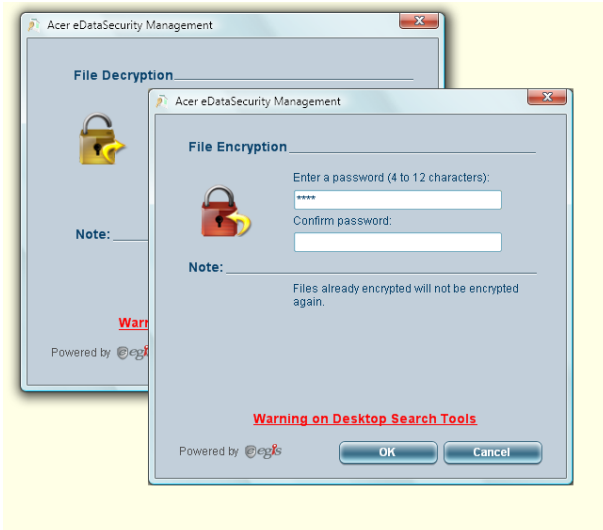 Acer eDataSecurity Management
File Decryption
Note:
Warn
Powered by egis
Acer eDataSecurity Management
File Encryption
Enter a password (4 to 12 characters):
****
Confirm password:
Note:
Files already encrypted will not be encrypted
again.
Warning on Desktop Search Tools
Powered by egis
OK
Cancel